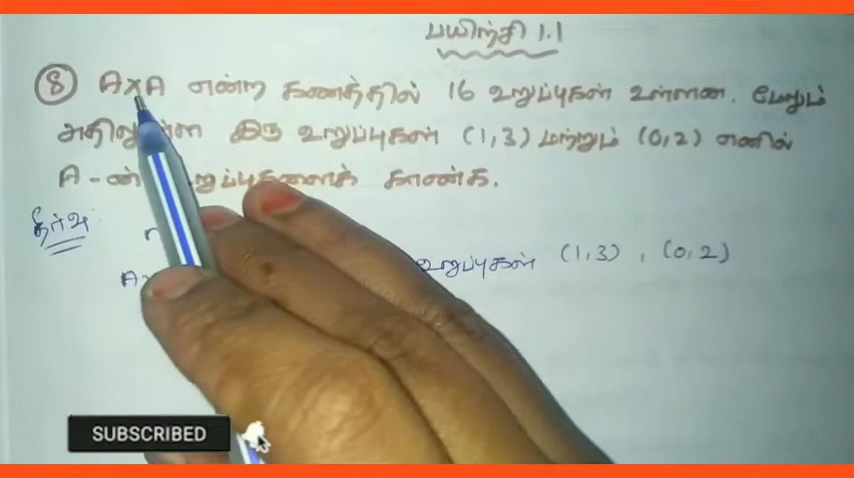 பயிற்சி 1.1
8 A×A என்ற கணத்தில் 16 உறுப்புகள் உள்ளன. மேலும்
இரு உறுப்புகள் (1,3) மற்றும் (0,2) எனில்
A-ன் காண்க.
தீர்வு:
உறுப்புகள் (1,3) , (0,2)
SUBSCRIBED